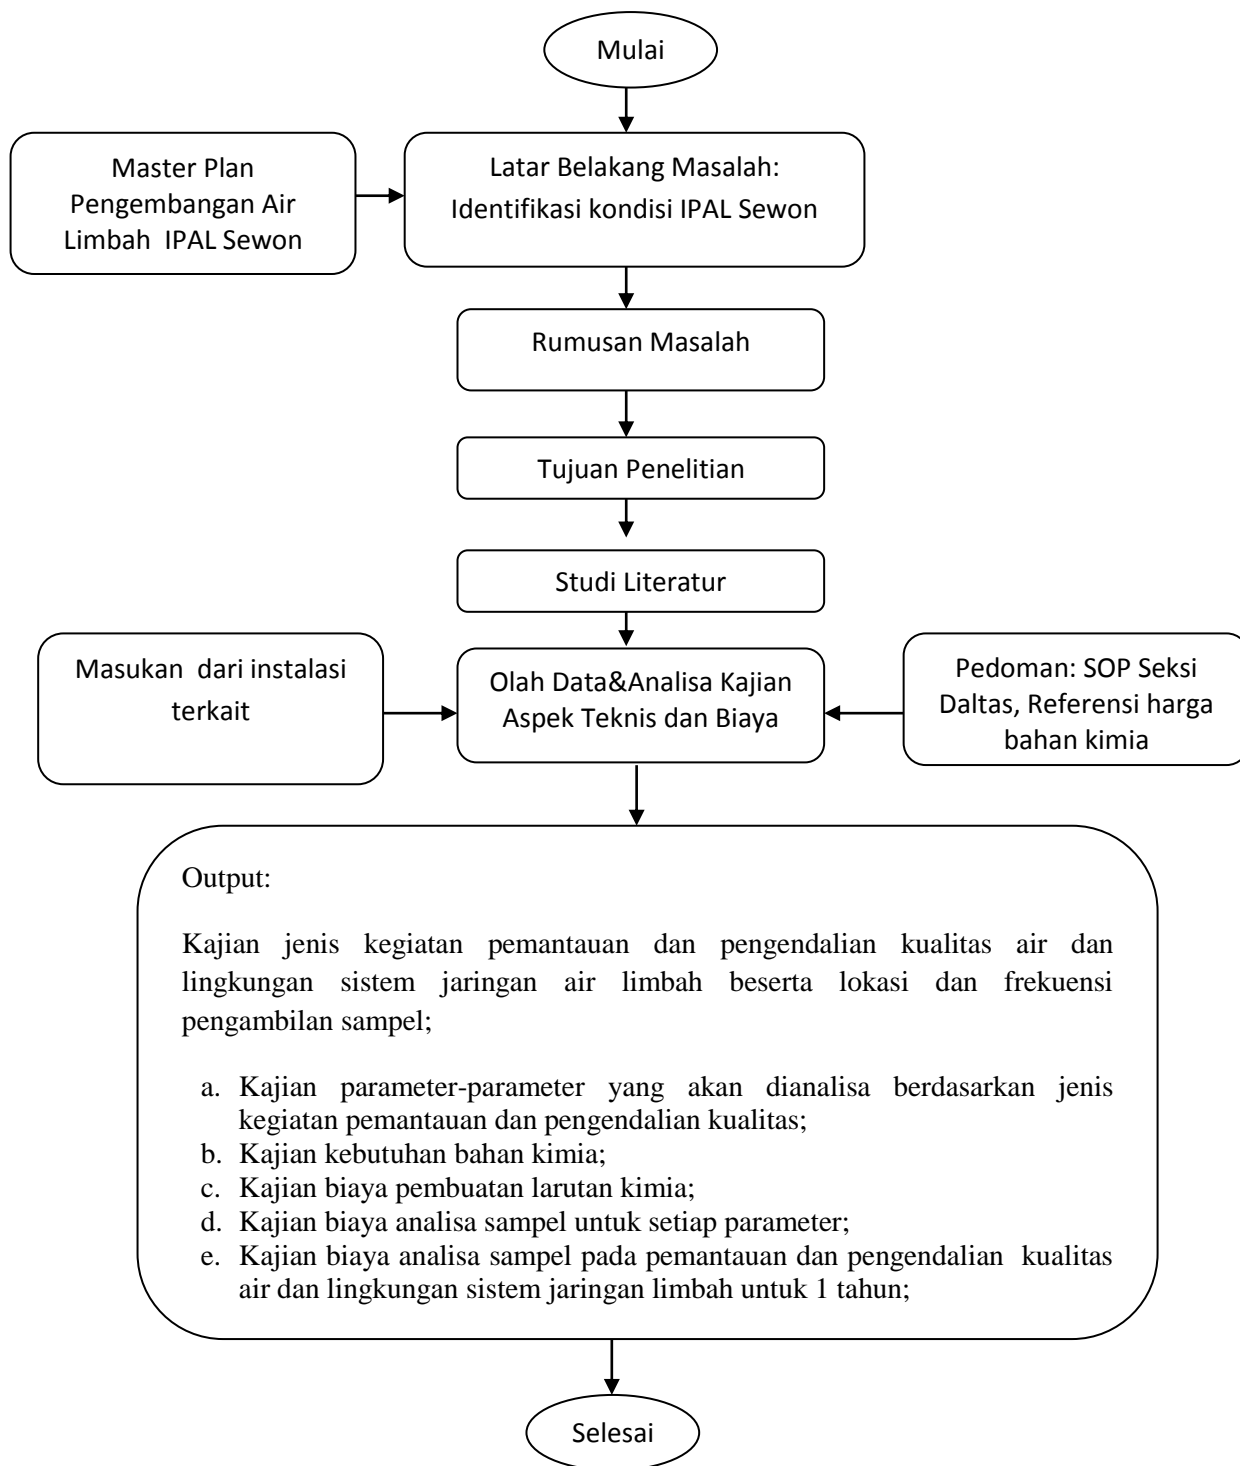 Mulai
Master Plan
Pengembangan Air
Limbah IPAL Sewon
Latar Belakang Masalah:
Identifikasi kondisi IPAL Sewon
Rumusan Masalah
Tujuan Penelitian
Studi Literatur
Masukan dari instalasi
terkait
Olah Data&Analisa Kajian
Aspek Teknis dan Biaya
Pedoman: SOP Seksi
Daltas, Referensi harga
bahan kimia
Output:
Kajian jenis kegiatan pemantauan dan pengendalian kualitas air dan
lingkungan sistem jaringan air limbah beserta lokasi dan frekuensi
pengambilan sampel;
a. Kajian parameter-parameter yang akan dianalisa berdasarkan jenis
kegiatan pemantauan dan pengendalian kualitas;
b. Kajian kebutuhan bahan kimia;
c. Kajian biaya pembuatan larutan kimia;
d. Kajian biaya analisa sampel untuk setiap parameter;
e. Kajian biaya analisa sampel pada pemantauan dan pengendalian kualitas
air dan lingkungan sistem jaringan limbah untuk 1 tahun;
Selesai